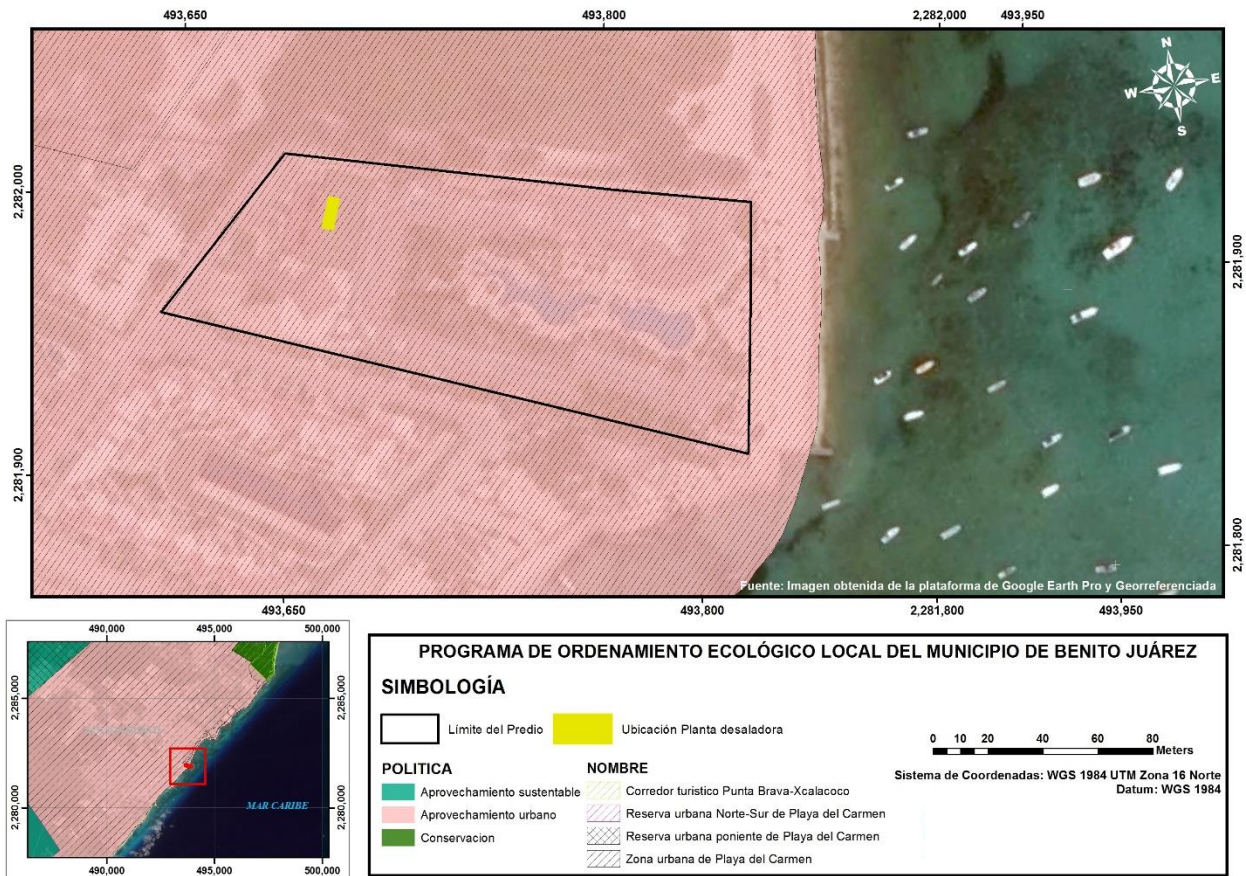 493,650
493,800
2,282,000
493,950
N
W
E
S
2,282,000
2,281,900
2,281,900
2,281,800
Fuente: Imagen obtenida de la plataforma de Google Earth Pro y Georreferenciada
493,650
493,800
2,281,800
493,950
490,000
495,000
500,000
2,285,000
2,285,000
2,280,000
2,280,000
MAR CARIBE
490,000
495,000
500,000
PROGRAMA DE ORDENAMIENTO ECOLÓGICO LOCAL DEL MUNICIPIO DE BENITO JUÁREZ
SIMBOLOGÍA
Límite del Predio
Ubicación Planta desaladora
POLITICA
Aprovechamiento sustentable
Aprovechamiento urbano
Conservacion
NOMBRE
Corredor turistico Punta Brava-Xcalacoco
Reserva urbana Norte-Sur de Playa del Carmen
Reserva urbana poniente de Playa del Carmen
Zona urbana de Playa del Carmen
0 10 20 40 60 80
Meters
Sistema de Coordenadas: WGS 1984 UTM Zona 16 Norte
Datum: WGS 1984